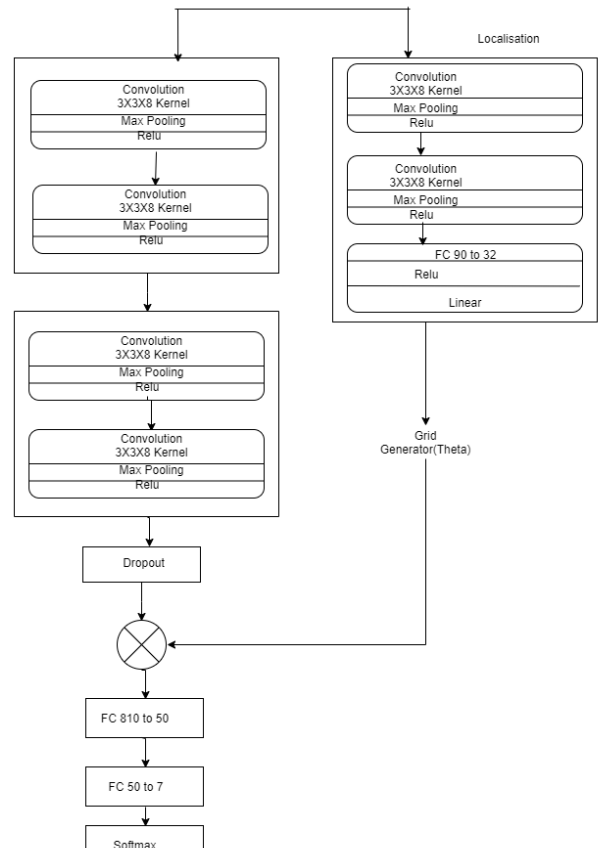 Localisation
Convolution
3X3X8 Kernel
Max Pooling
Relu
Convolution
3X3X8 Kernel
Max Pooling
Relu
Convolution
3X3X8 Kernel
Max Pooling
Relu
Convolution
3X3X8 Kernel
Max Pooling
Relu
Dropout
Convolution
3X3X8 Kernel
Max Pooling
Relu
Convolution
3X3X8 Kernel
Max Pooling
Relu
FC 90 to 32
Relu
Linear
Grid
Generator(Theta)
FC 810 to 50
FC 50 to 7
Softmax